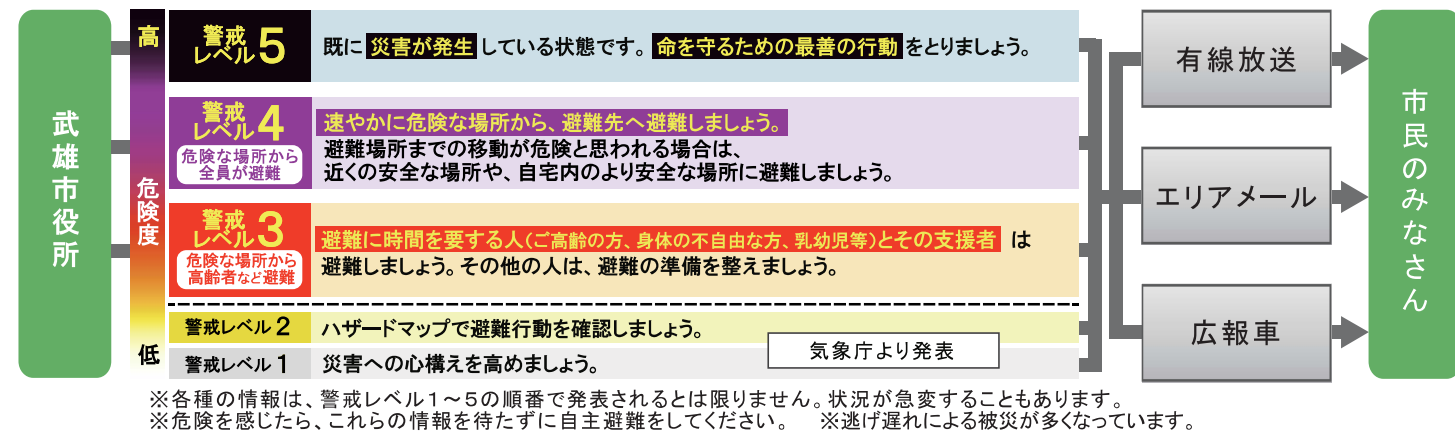 武雄市役所
高
危険度
低
警戒レベル5
既に災害が発生している状態です。命を守るための最善の行動をとりましょう。
警戒レベル4
危険な場所から
全員が避難
速やかに危険な場所から、避難先へ避難しましょう。
避難場所までの移動が危険と思われる場合は、
近くの安全な場所や、自宅内のより安全な場所に避難しましょう。
警戒レベル3
危険な場所から
高齢者など避難
避難に時間を要する人(ご高齢の方、身体の不自由な方、乳幼児等)とその支援者 は
避難しましょう。その他の人は、避難の準備を整えましょう。
警戒レベル2
ハザードマップで避難行動を確認しましょう。
警戒レベル1
災害への心構えを高めましょう。
気象庁より発表
有線放送
エリアメール
広報車
市民のみなさん
※各種の情報は、警戒レベル1~5の順番で発表されるとは限りません。状況が急変することもあります。
※危険を感じたら、これらの情報を待たずに自主避難をしてください。 ※逃げ遅れによる被災が多くなっています。